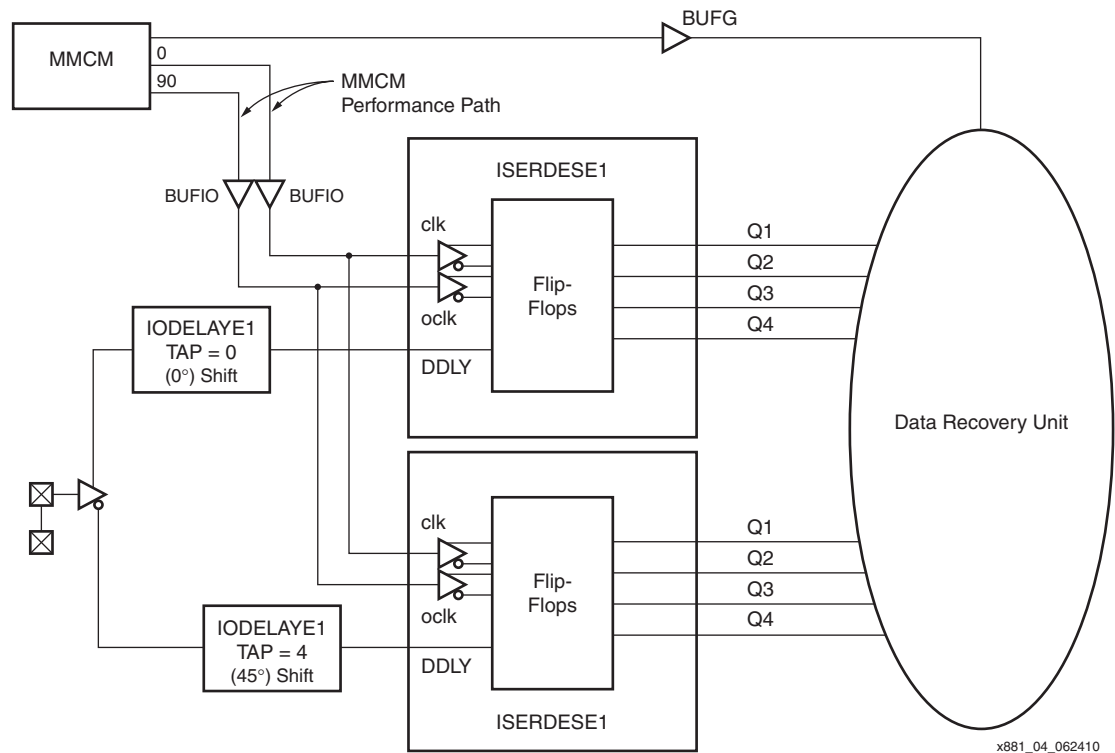 BUFG
MMCM
0
90
MMCM
Performance Path
BUFIO
BUFIO
ISERDESE1
clk
oclk
DDLY
Flip-
Flops
Q1
Q2
Q3
Q4
IODELAYE1
TAP = 0
(0°) Shift
Data Recovery Unit
clk
oclk
DDLY
Flip-
Flops
Q1
Q2
Q3
Q4
IODELAYE1
TAP = 4
(45°) Shift
ISERDESE1
x881_04_062410